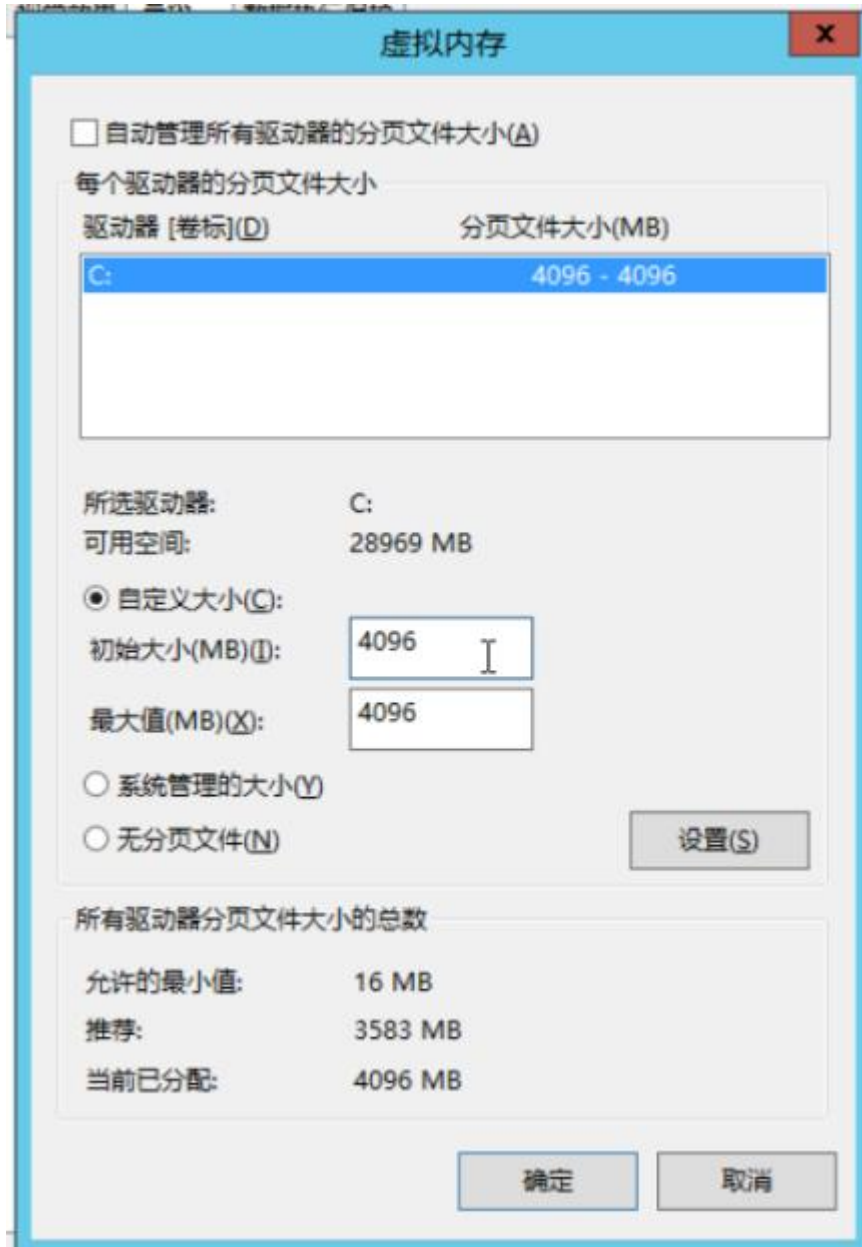 虚拟内存
x
自动管理所有驱动器的分页文件大小(A)
每个驱动器的分页文件大小
驱动器 [卷标](D) 分页文件大小(MB)
C: 4096 - 4096
所选驱动器: C:
可用空间: 28969 MB
自定义大小(C):
初始大小(MB)(I): 4096
最大值(MB)(X): 4096
系统管理的大小(Y)
无分页文件(N) 设置(S)
所有驱动器分页文件大小的总数
允许的最小值: 16 MB
推荐: 3583 MB
当前已分配: 4096 MB
确定 取消